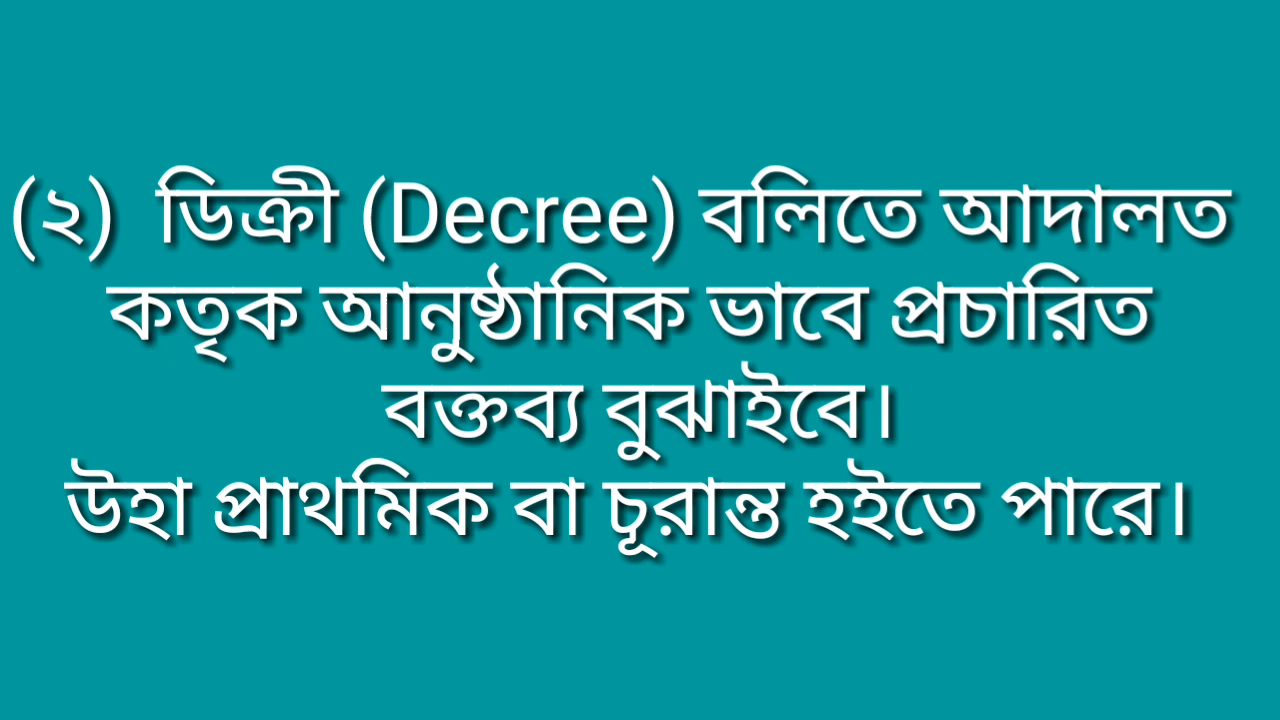 (২) ডিক্রী (Decree) বলিতে আদালত
কতৃক আনুষ্ঠানিক ভাবে প্রচারিত
বক্তব্য বুঝাইবে।
উহা প্রাথমিক বা চূরান্ত হইতে পারে।